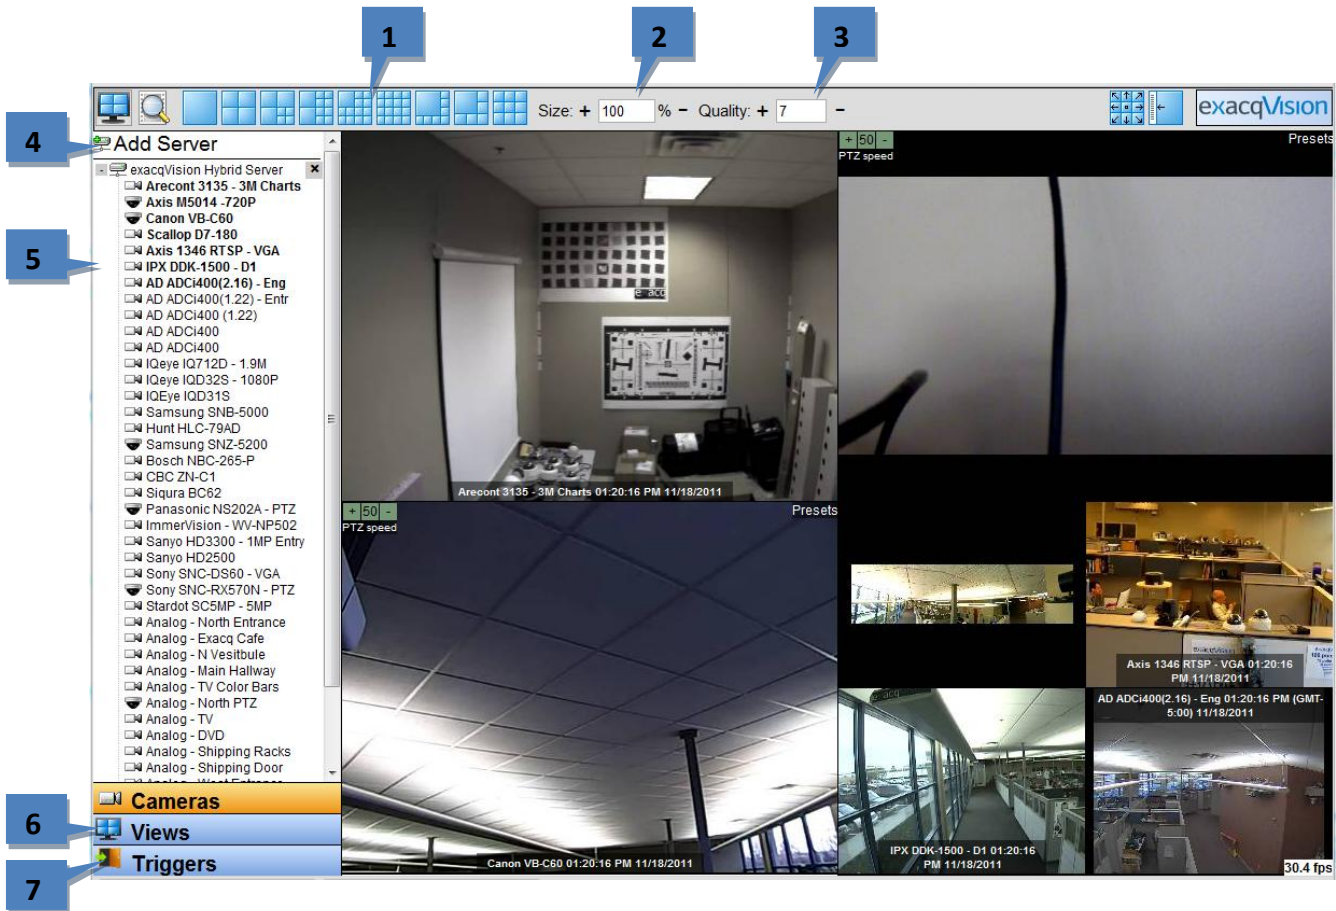 1
2
3
Size: + 100 % - Quality: + 7 -
exacqVision
4
Add Server
exacqVision Hybrid Server
5
Arecont 3135 - 3M Charts
Axis M5014 -720P
Canon VB-C60
Scallop D7-180
Axis 1346 RTSP - VGA
IPX DDK-1500 - D1
AD ADCi400(2.16) - Eng
AD ADCi400(1.22) - Entr
AD ADCi400 (1.22)
AD ADCi400
AD ADCi400
IQeye IQ712D - 1.9M
IQeye IQD32S - 1080P
IQEye IQD31S
Samsung SNB-5000
Hunt HLC-79AD
Samsung SNZ-5200
Bosch NBC-265-P
CBC ZN-C1
Siqura BC62
Panasonic NS202A - PTZ
ImmerVision - WV-NP502
Sanyo HD3300 - 1MP Entry
Sanyo HD2500
Sony SNC-DS60 - VGA
Sony SNC-RX570N - PTZ
Stardot SC5MP - 5MP
Analog - North Entrance
Analog - Exacq Cafe
Analog - N Vesitbule
Analog - Main Hallway
Analog - TV Color Bars
Analog - North PTZ
Analog - TV
Analog - DVD
Analog - Shipping Racks
Analog - Shipping Door
Analog - West Entrance
Cameras
6
Views
7
Triggers
e acq
Arecont 3135 - 3M Charts 01:20:16 PM 11/18/2011
+ 50 -
PTZ speed
Presets
+ 50 -
PTZ speed
Presets
Canon VB-C60 01:20:16 PM 11/18/2011
exacqVision
Axis 1346 RTSP - VGA 01:20:16
PM 11/18/2011
e acq
IPX DDK-1500 - D1 01:20:16
PM 11/18/2011
AD ADCi400(2.16) - Eng 01:20:16 PM (GMT-
5:00) 11/18/2011
30.4 fps